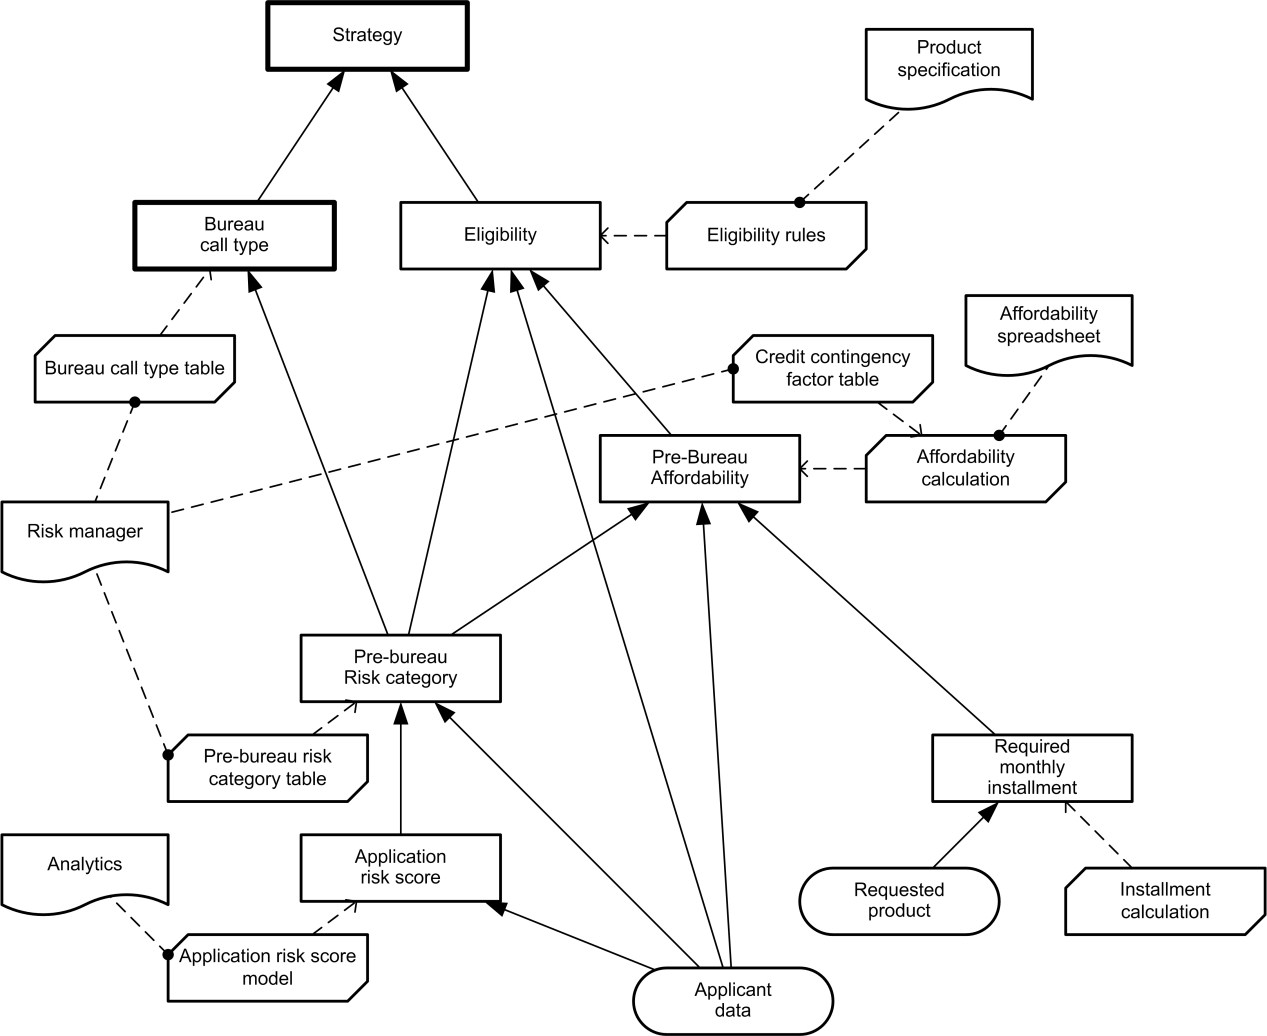 Strategy
Product
specification
Bureau
call type
Eligibility
Eligibility rules
Affordability
spreadsheet
Bureau call type table
Credit contingency
factor table
Pre-Bureau
Affordability
Affordability
calculation
Risk manager
Pre-bureau
Risk category
Pre-bureau risk
category table
Required
monthly
installment
Analytics
Application
risk score
Requested
product
Installment
calculation
Application risk score
model
Applicant
data